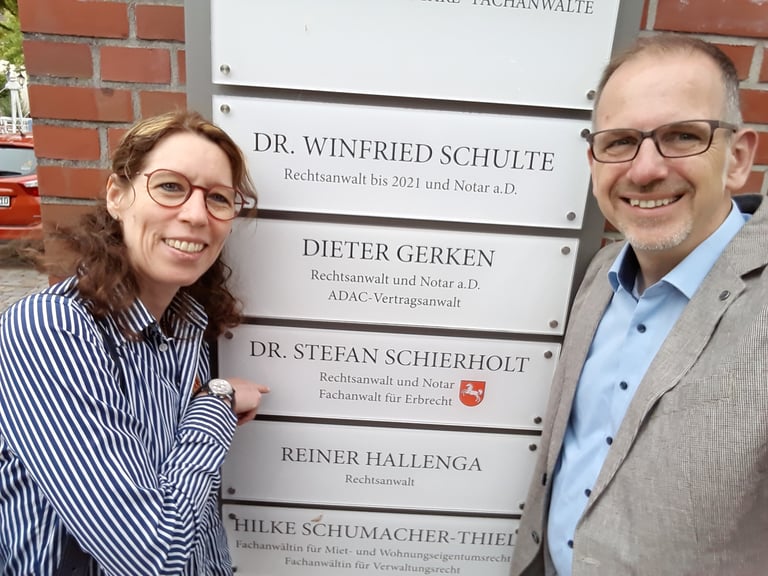 FACHANWÄLTE
DR. WINFRIED SCHULTE
Rechtsanwalt bis 2021 und Notar a.D.
DIETER GERKEN
Rechtsanwalt und Notar a.D.
ADAC-Vertragsanwalt
DR. STEFAN SCHIERHOLT
Rechtsanwalt und Notar
Fachanwalt für Erbrecht
REINER HALLENGA
Rechtsanwalt
HILKE SCHUMACHER-THIEL
Fachanwältin für Miet- und Wohnungseigentumsrecht
Fachanwältin für Verwaltungsrecht